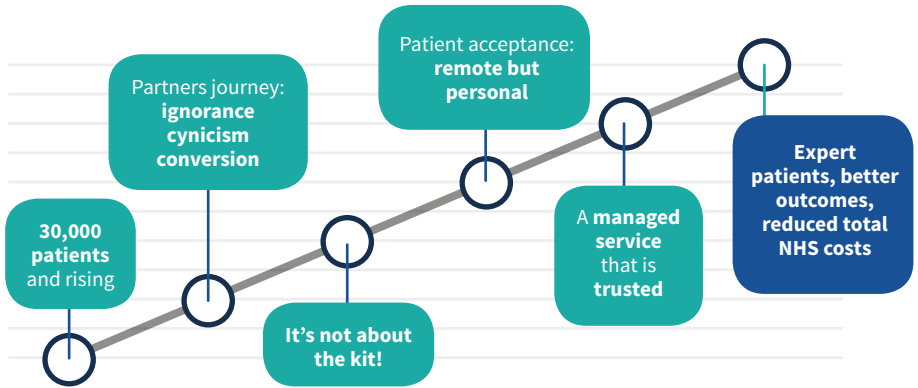 30,000
patients
and rising
Partners journey:
ignorance
cynicism
conversion
It’s not about
the kit!
Patient acceptance:
remote but
personal
A managed
service
that is
trusted
Expert
patients, better
outcomes,
reduced total
NHS costs